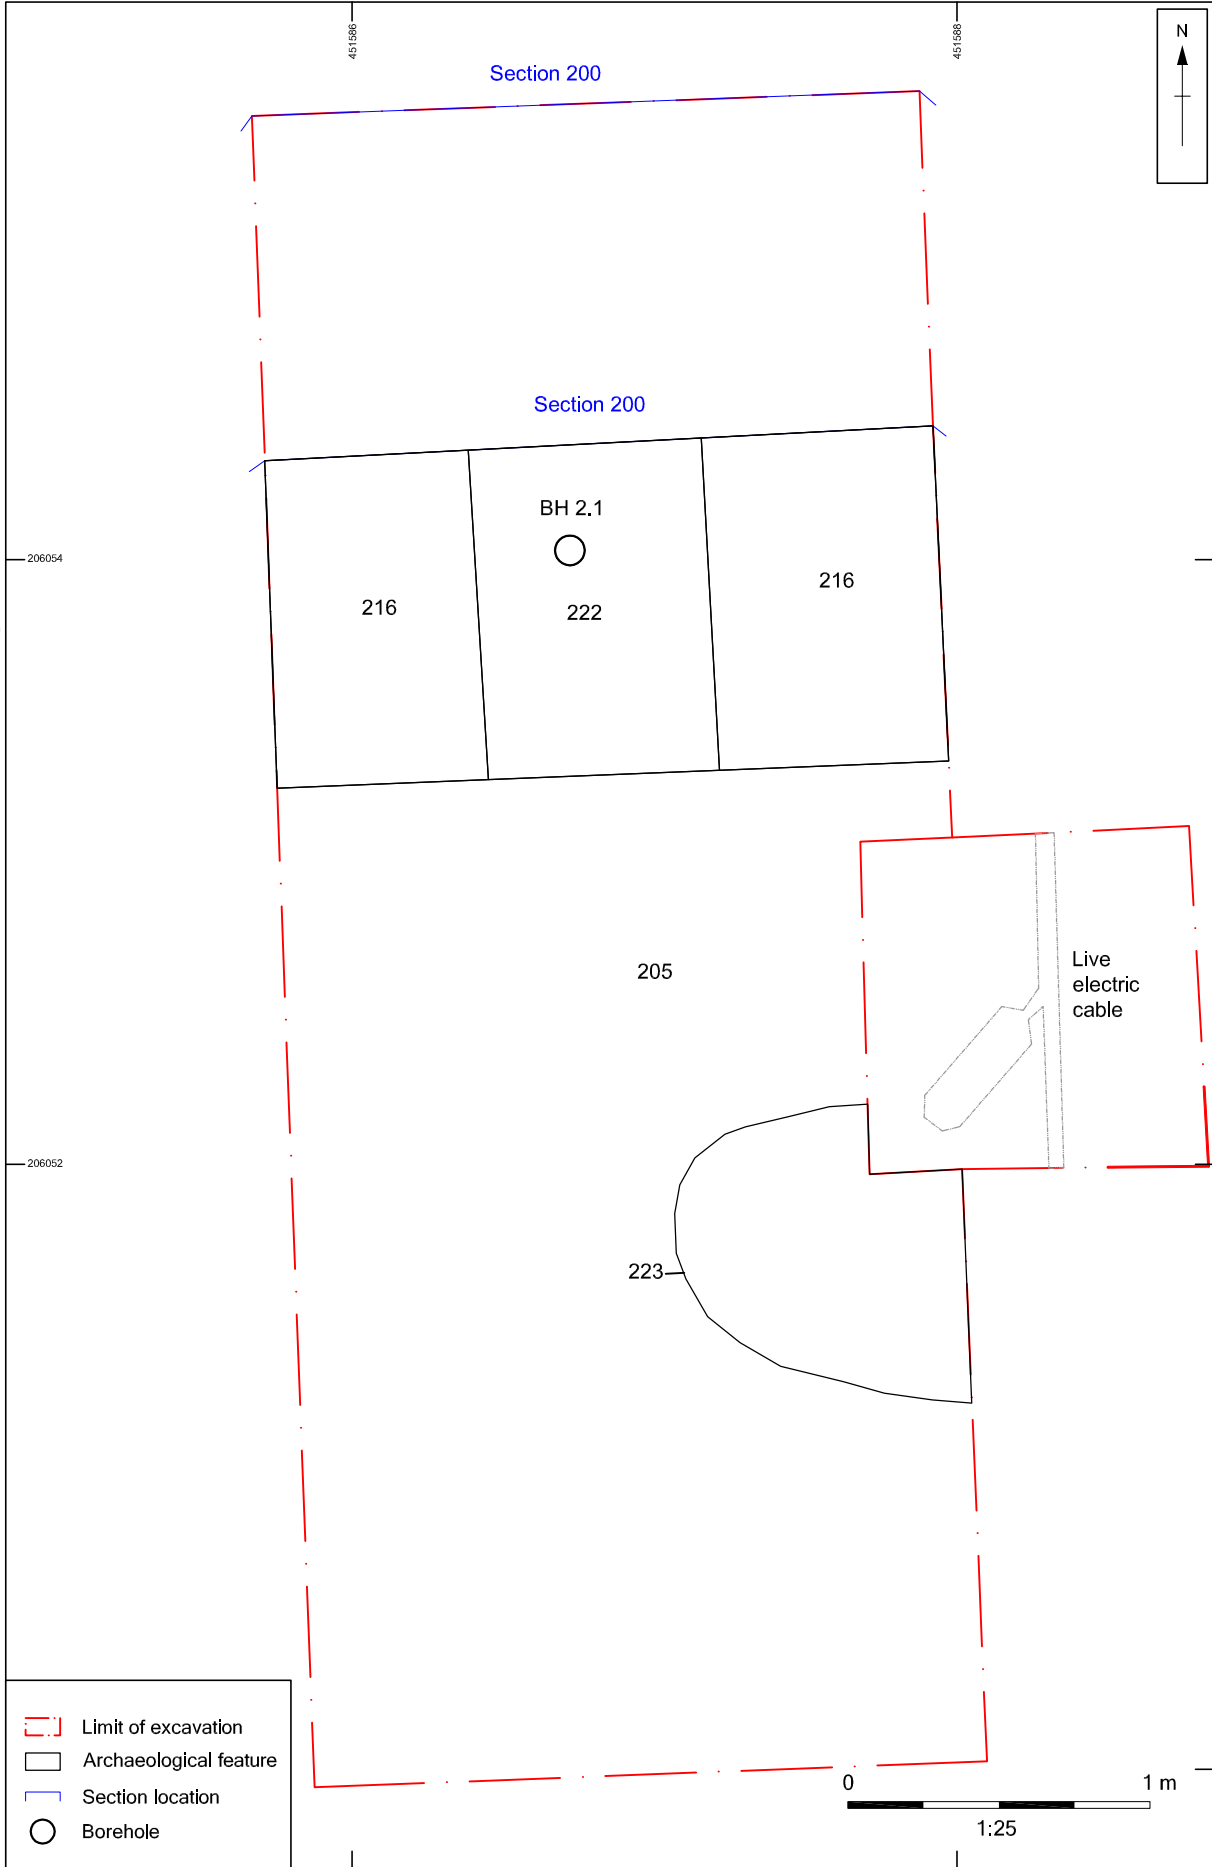 451586
451588
N
Section 200
Section 200
BH 2.1
206054
216
222
216
205
Live
electric
cable
206052
223
Limit of excavation
Archaeological feature
Section location
Borehole
0 1 m
1:25